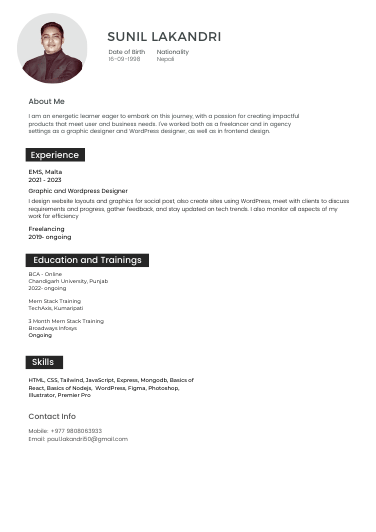 SUNIL LAKANDRI
Date of Birth Nationality
16-09-1998 Nepali
About Me
I am an energetic learner eager to embark on this journey, with a passion for creating impactful
products that meet user and business needs. I've worked both as a freelancer and in agency
settings as a graphic designer and WordPress designer, as well as in frontend design.
Experience
EMS, Malta
2021 - 2023
Graphic and Wordpress Designer
I design website layouts and graphics for social post, also create sites using WordPress, meet with clients to discuss
requirements and progress, gather feedback, and stay updated on tech trends. I also monitor all aspects of my
work for efficiency
Freelancing
2019- ongoing
Education and Trainings
BCA - Online
Chandigarh University, Punjab
2022- ongoing
Mern Stack Training
TechAxis, Kumaripati
3 Month Mern Stack Training
Broadways Infosys
Ongoing
Skills
HTML, CSS, Tailwind, JavaScript, Express, Mongodb, Basics of
React, Basics of Nodejs, WordPress, Figma, Photoshop,
Illustrator, Premier Pro
Contact Info
Mobile: +977 9808063933
Email: paul.lakandri50@gmail.com